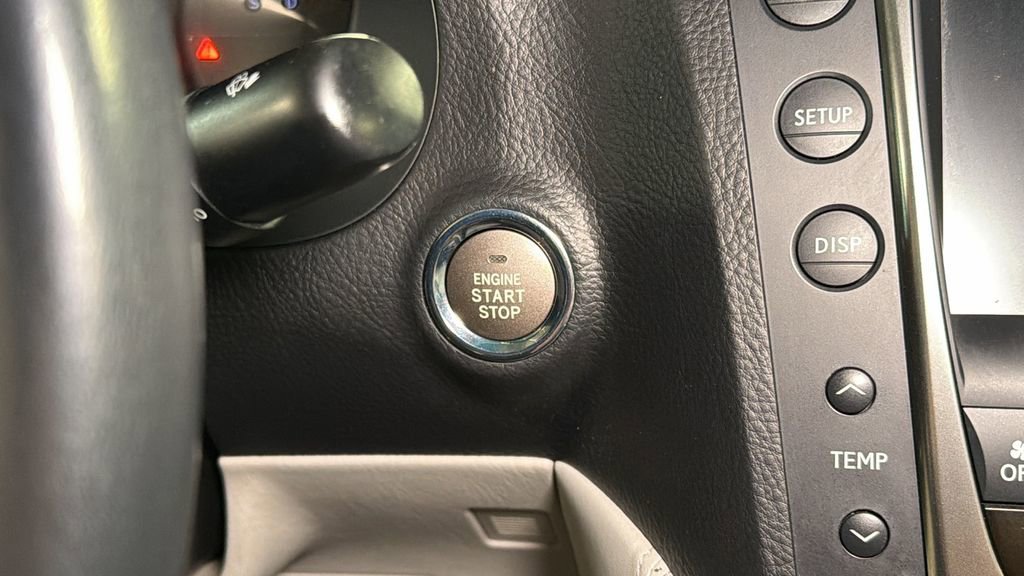 SETUP
DISP
ENGINE
START
STOP
TEMP